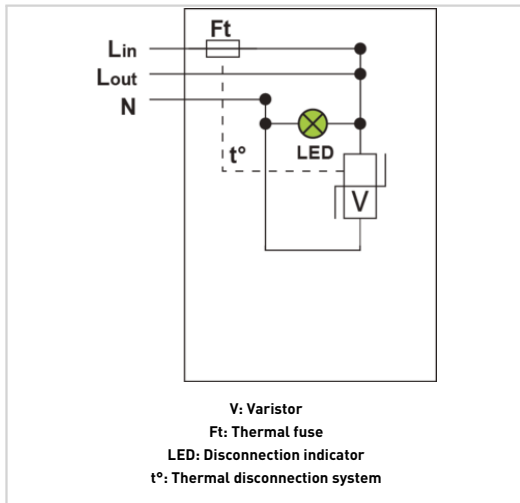 Ft
Lin
Lout
N
LED
t°
V
V: Varistor
Ft: Thermal fuse
LED: Disconnection indicator
t°: Thermal disconnection system